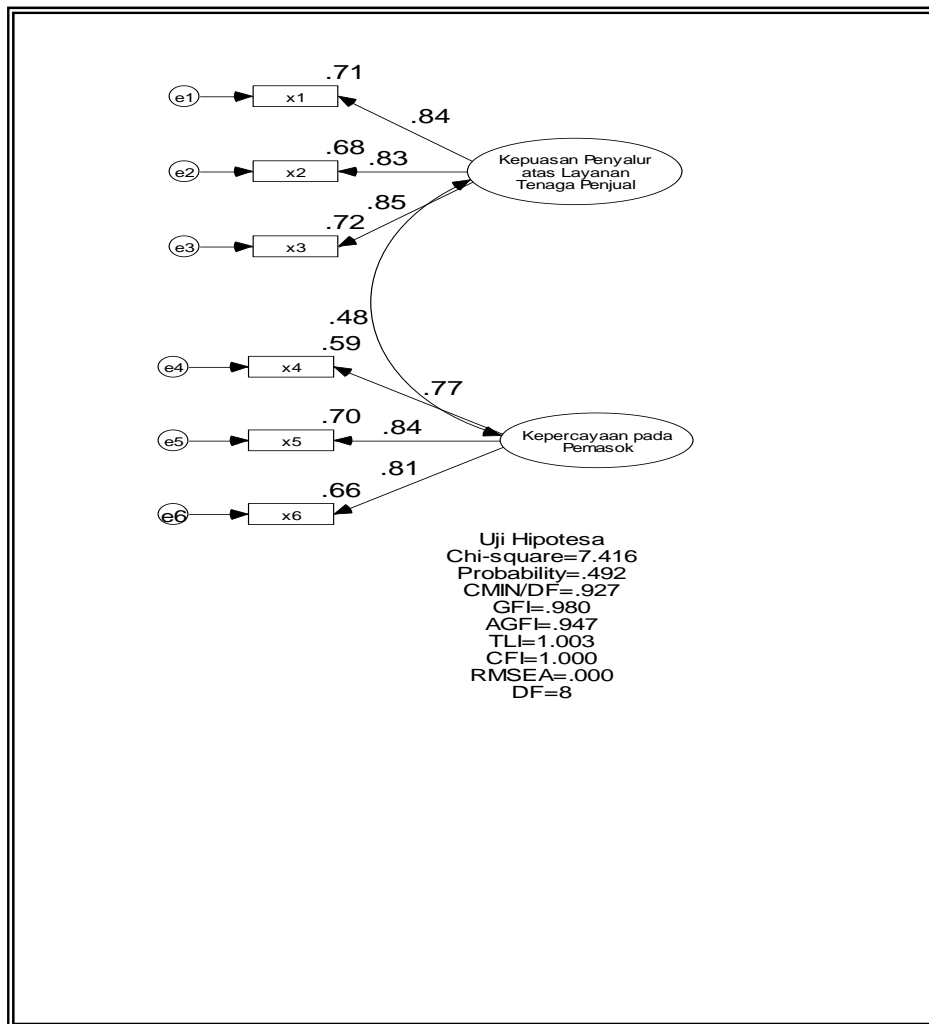 .71
e1
x1
.84
.68
e2
x2
.83
Kepuasan Penyalur
atas Layanan
Tenaga Penjual
.85
.72
e3
x3
.48
.59
e4
x4
.77
.70
e5
x5
.84
Kepercayaan pada
Pemasok
.81
.66
e6
x6
Uji Hipotesa
Chi-square=7.416
Probability=.492
CMIN/DF=.927
GFI=.980
AGFI=.947
TLI=1.003
CFI=1.000
RMSEA=.000
DF=8